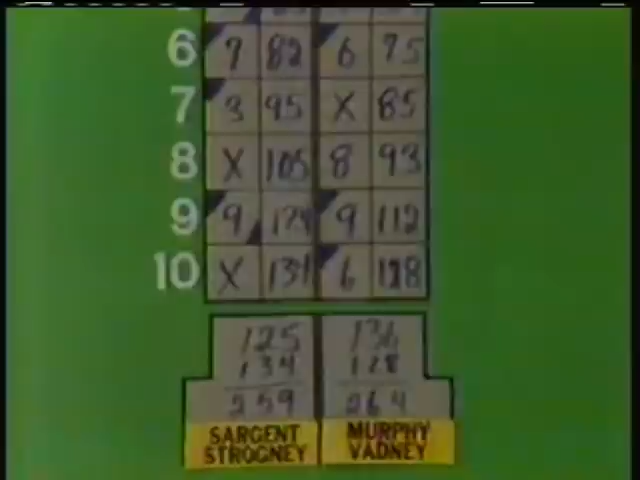 6 7 82 6 75
7 3 95 X 85
8 X 105 8 93
9 9 124 9 112
10 X 134 6 128
125 136
134 128
259 264
SARGENT MURPHY
STROGNEY VADNEY